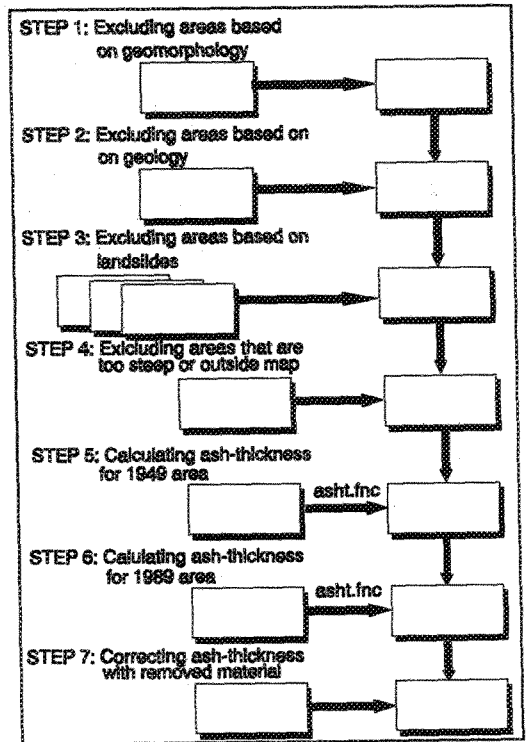 STEP 1: Excluding areas based
on geomorphology
STEP 2: Excluding areas based on
on geology
STEP 3: Excluding areas based on
landslides
STEP 4: Exicluding areas that are
too steep or outside map
STEP 5: Calculating ash-thickness
for 1949 area
asht.fnc
STEP 6: Calulating ash-thickness
for 1989 area
asht.fnc
STEP 7: Correcting ash-thickness
with removed material